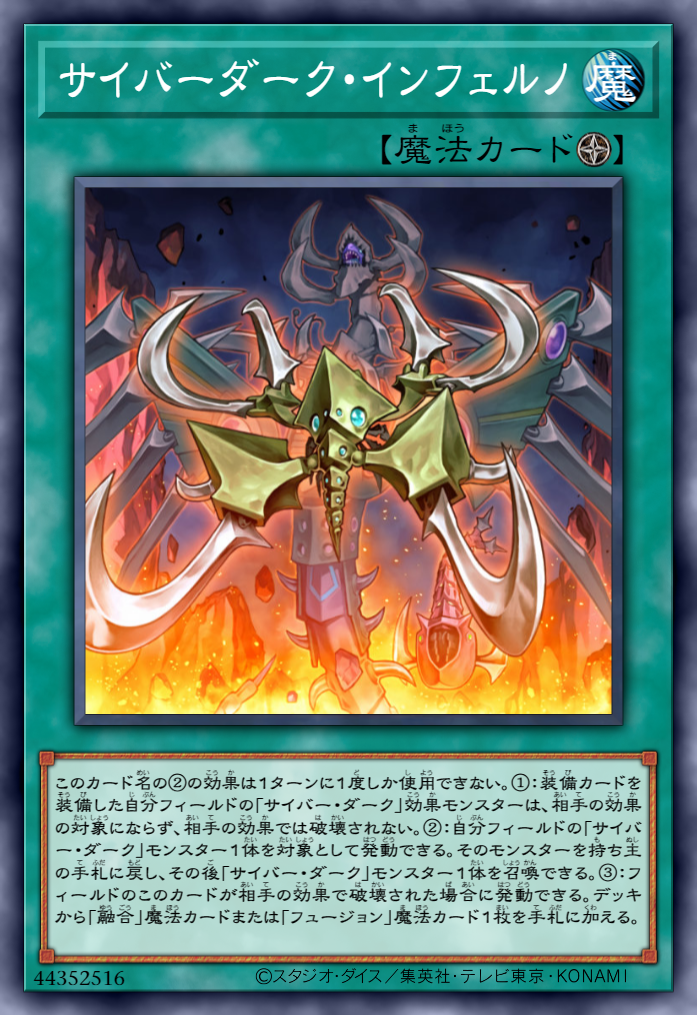 サイバーダーク・インフェルノ 魔
【魔法カード】
このカード名の②の効果は1ターンに1度しか使用できない。①:装備カードを
装備した自分フィールドの「サイバー・ダーク」効果モンスターは、相手の効果
の対象にならず、相手の効果では破壊されない。②:自分フィールドの「サイバ
ー・ダーク」モンスター1体を対象として発動できる。そのモンスターを持ち主
の手札に戻し、その後「サイバー・ダーク」モンスター1体を召喚できる。③:フ
ィールドのこのカードが相手の効果で破壊された場合に発動できる。デッキ
から「融合」魔法カードまたは「フュージョン」魔法カード1枚を手札に加える。
44352516 ©スタジオ・ダイス/集英社・テレビ東京・KONAMI